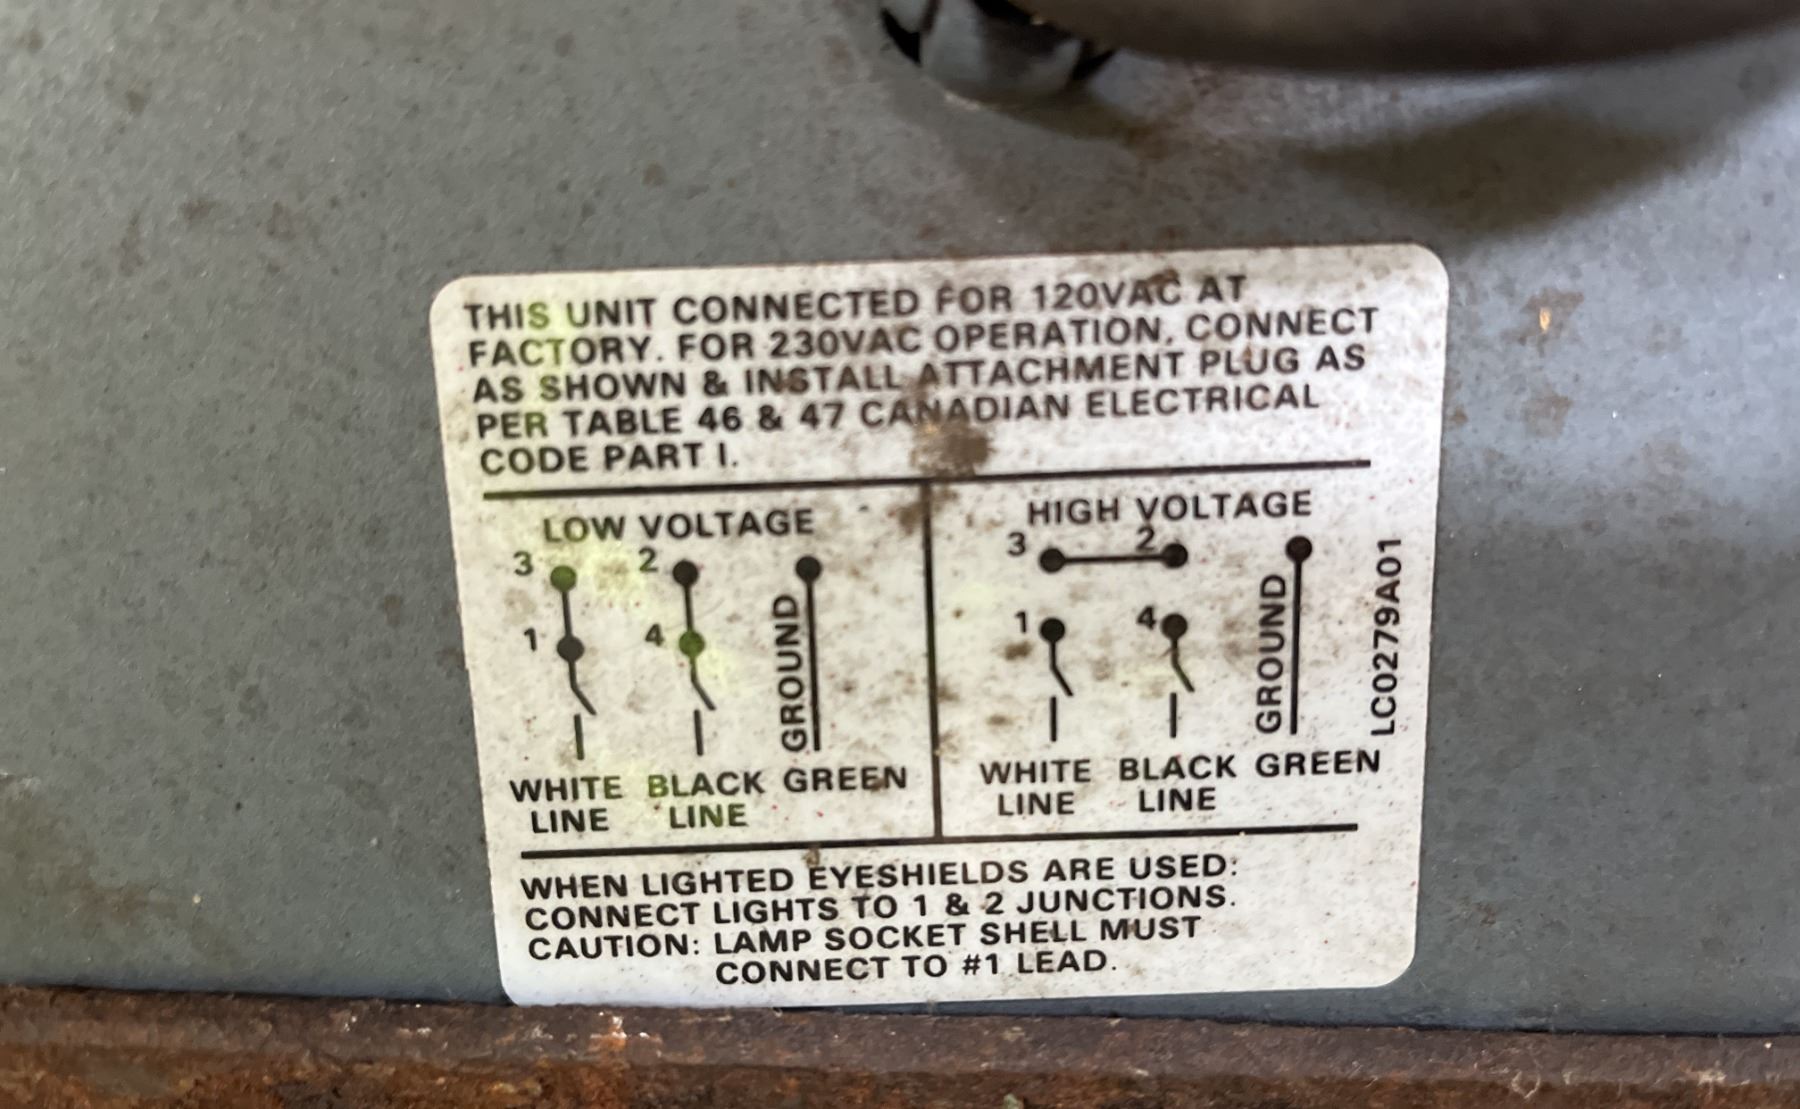 THIS UNIT CONNECTED FOR 120VAC AT
FACTORY. FOR 230VAC OPERATION, CONNECT
AS SHOWN & INSTALL ATTACHMENT PLUG AS
PER TABLE 46 & 47 CANADIAN ELECTRICAL
CODE PART I.
LOW VOLTAGE
3 2
1 4
GROUND
WHITE BLACK GREEN
LINE LINE
HIGH VOLTAGE
3 2
1 4
GROUND
WHITE BLACK GREEN
LINE LINE
LC0279A01
WHEN LIGHTED EYESHIELDS ARE USED:
CONNECT LIGHTS TO 1 & 2 JUNCTIONS.
CAUTION: LAMP SOCKET SHELL MUST
CONNECT TO #1 LEAD.